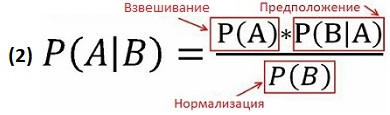 Взвешивание Предположение
(2) P(A|B) = P(A)*P(B|A)
P(B)
Нормализация